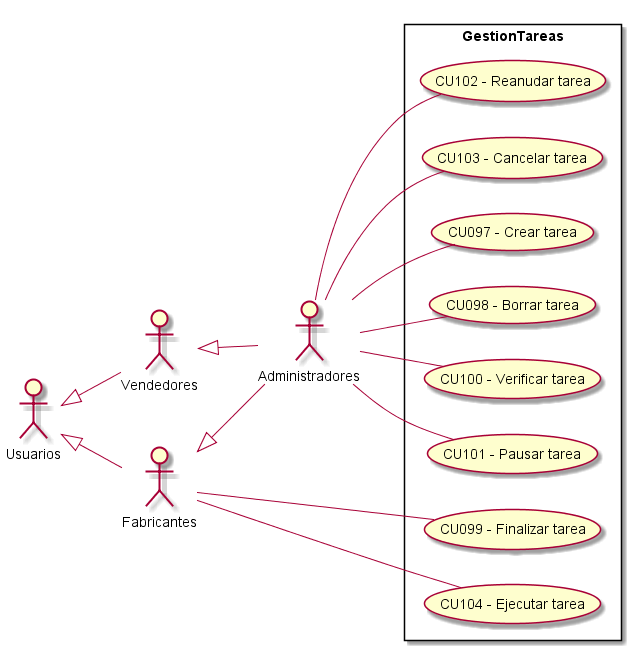 GestionTareas
CU102 - Reanudar tarea
CU103 - Cancelar tarea
CU097 - Crear tarea
CU098 - Borrar tarea
Administradores
CU100 - Verificar tarea
Vendedores
CU101 - Pausar tarea
Usuarios
Fabricantes
CU099 - Finalizar tarea
CU104 - Ejecutar tarea